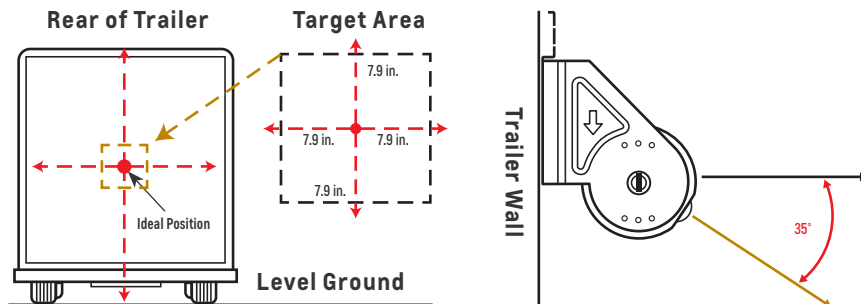 Rear of Trailer
Target Area
7.9 in.
7.9 in.
7.9 in.
7.9 in.
Ideal Position
Level Ground
Trailer Wall
35°